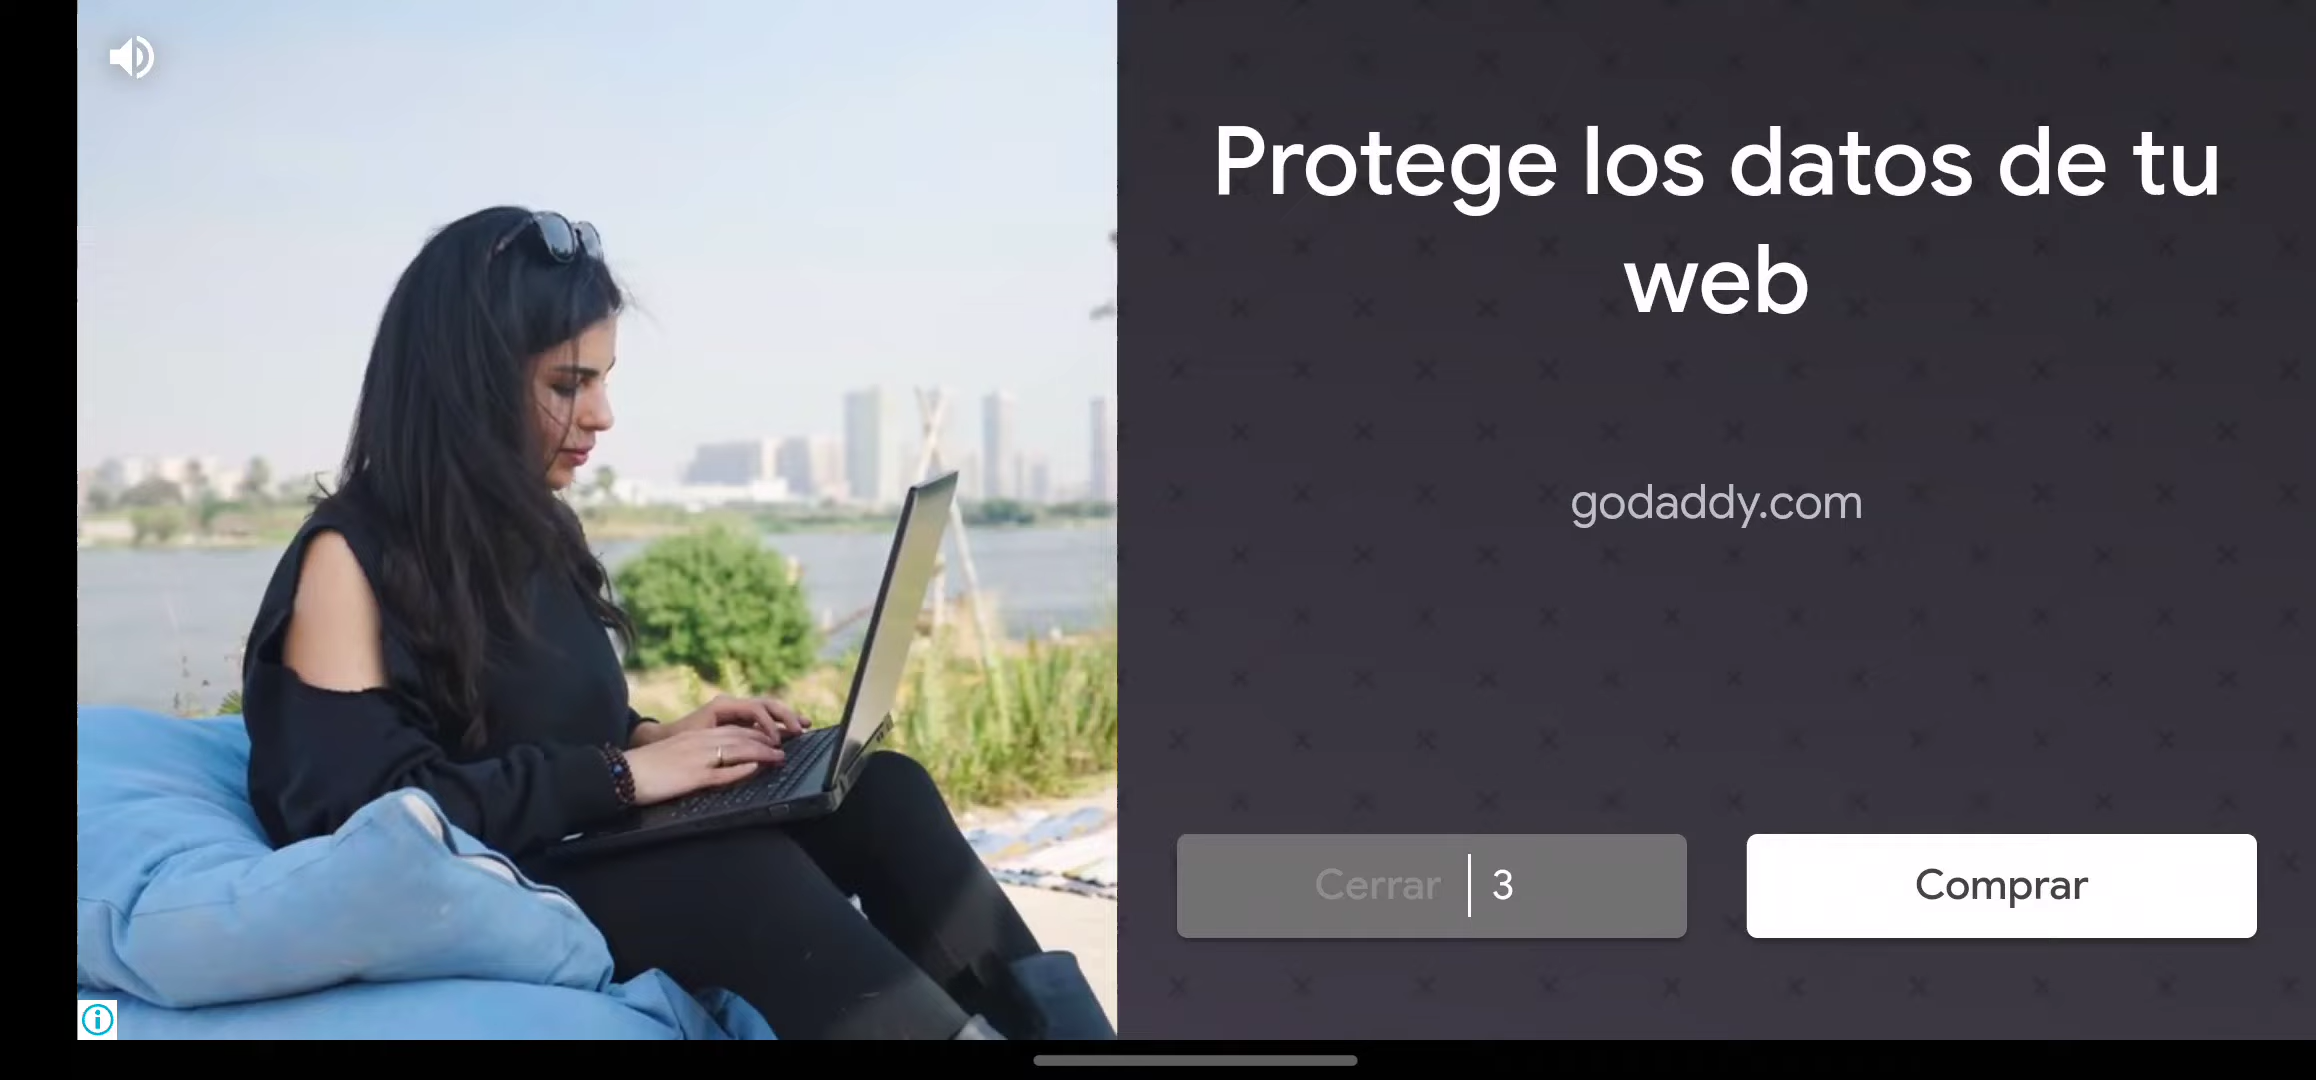 Protege los datos de tu
web
godaddy.com
Cerrar | 3
Comprar